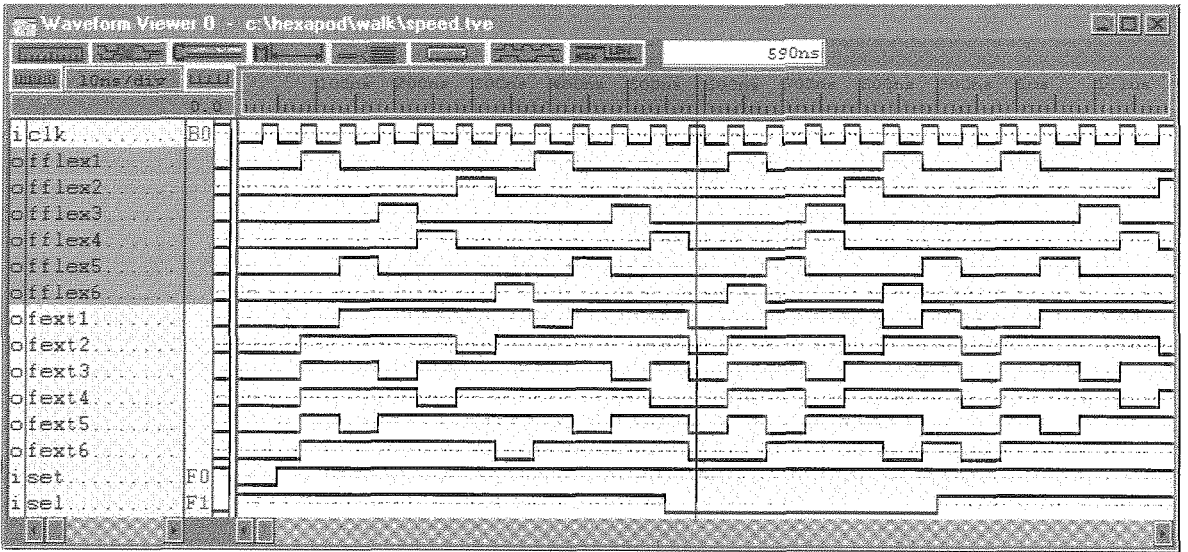 Waveform Viewer 0 - c:\hexapod\walk\speed.tve
590ns
10ns/div
0.0
i clk B0
o fflex1
o fflex2
o fflex3
o fflex4
o fflex5
o fflex6
o fext1
o fext2
o fext3
o fext4
o fext5
o fext6
i set F0
i sel F1